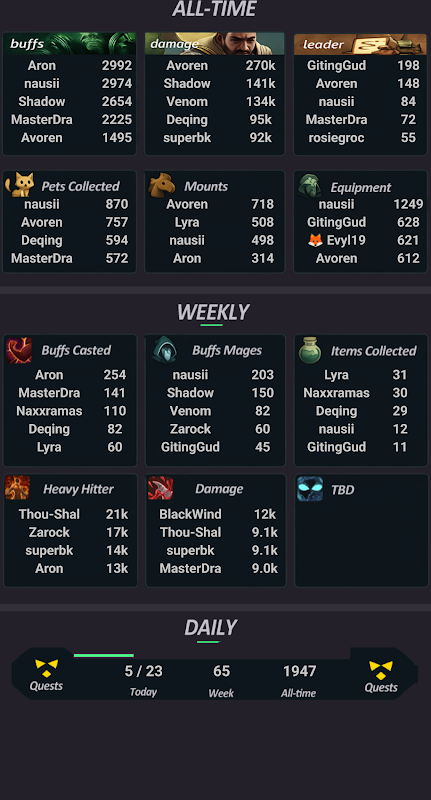 ALL-TIME
buffs
Aron 2992
nausii 2974
Shadow 2654
MasterDra 2225
Avoren 1495
damage
Avoren 270k
Shadow 141k
Venom 134k
Deqing 95k
superbk 92k
leader
GitingGud 198
Avoren 148
nausii 84
MasterDra 72
rosiegroc 55
Pets Collected
nausii 870
Avoren 757
Deqing 594
MasterDra 572
Mounts
Avoren 718
Lyra 508
nausii 498
Aron 314
Equipment
nausii 1249
GitingGud 628
🦊 Evyl19 621
Avoren 612
WEEKLY
Buffs Casted
Aron 254
MasterDra 141
Naxxramas 110
Deqing 82
Lyra 60
Buffs Mages
nausii 203
Shadow 150
Venom 82
Zarock 60
GitingGud 45
Items Collected
Lyra 31
Naxxramas 30
Deqing 29
nausii 12
GitingGud 11
Heavy Hitter
Thou-Shal 21k
Zarock 17k
superbk 14k
Aron 13k
Damage
BlackWind 12k
Thou-Shal 9.1k
superbk 9.1k
MasterDra 9.0k
TBD
DAILY
Quests
5 / 23 65 1947
Today Week All-time
Quests